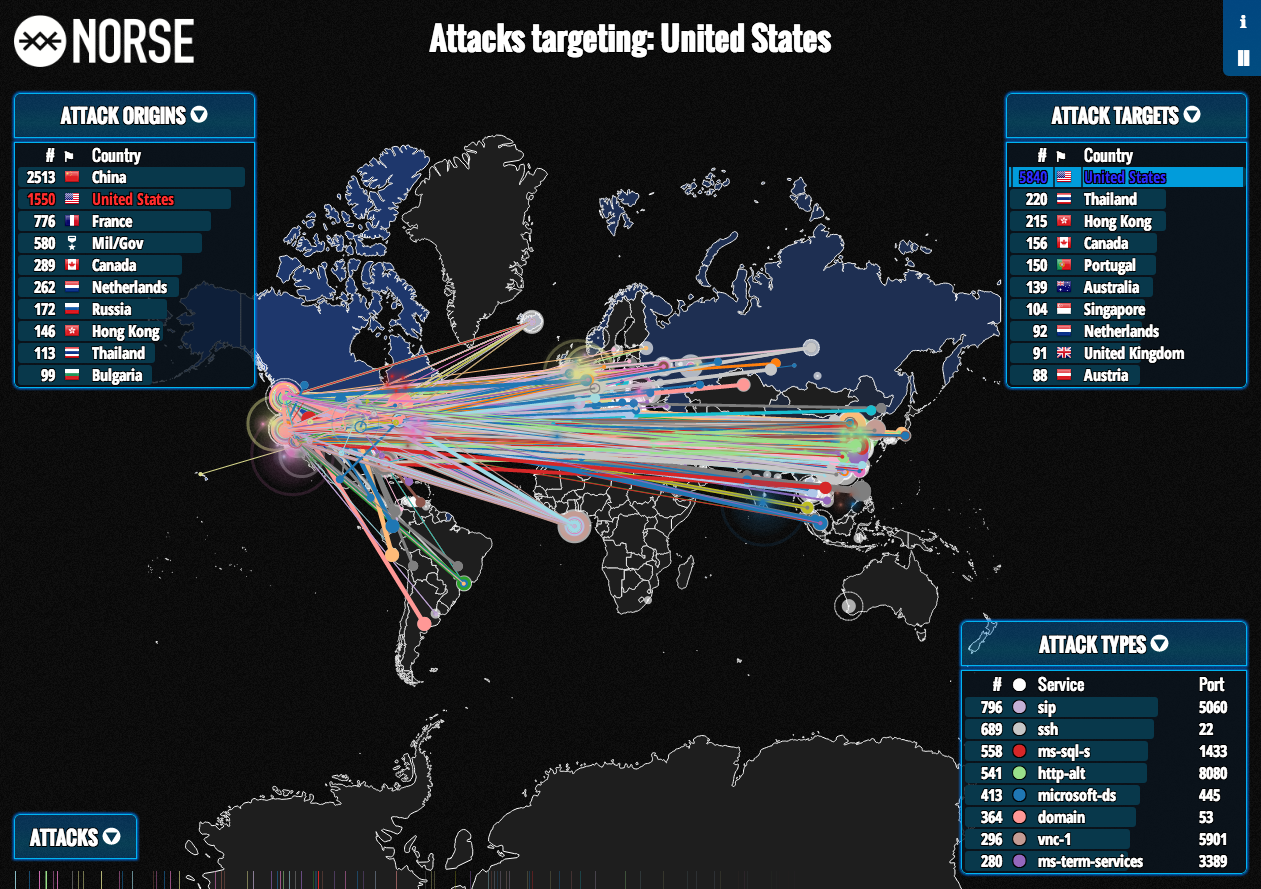 NORSE
Attacks targeting: United States
i
ATTACK ORIGINS
# Country
2513 China
1550 United States
776 France
580 Mil/Gov
289 Canada
262 Netherlands
172 Russia
146 Hong Kong
113 Thailand
99 Bulgaria
ATTACK TARGETS
# Country
5840 United States
220 Thailand
215 Hong Kong
156 Canada
150 Portugal
139 Australia
104 Singapore
92 Netherlands
91 United Kingdom
88 Austria
ATTACK TYPES
# Service Port
796 sip 5060
689 ssh 22
558 ms-sql-s 1433
541 http-alt 8080
413 microsoft-ds 445
364 domain 53
296 vnc-1 5901
280 ms-term-services 3389
ATTACKS